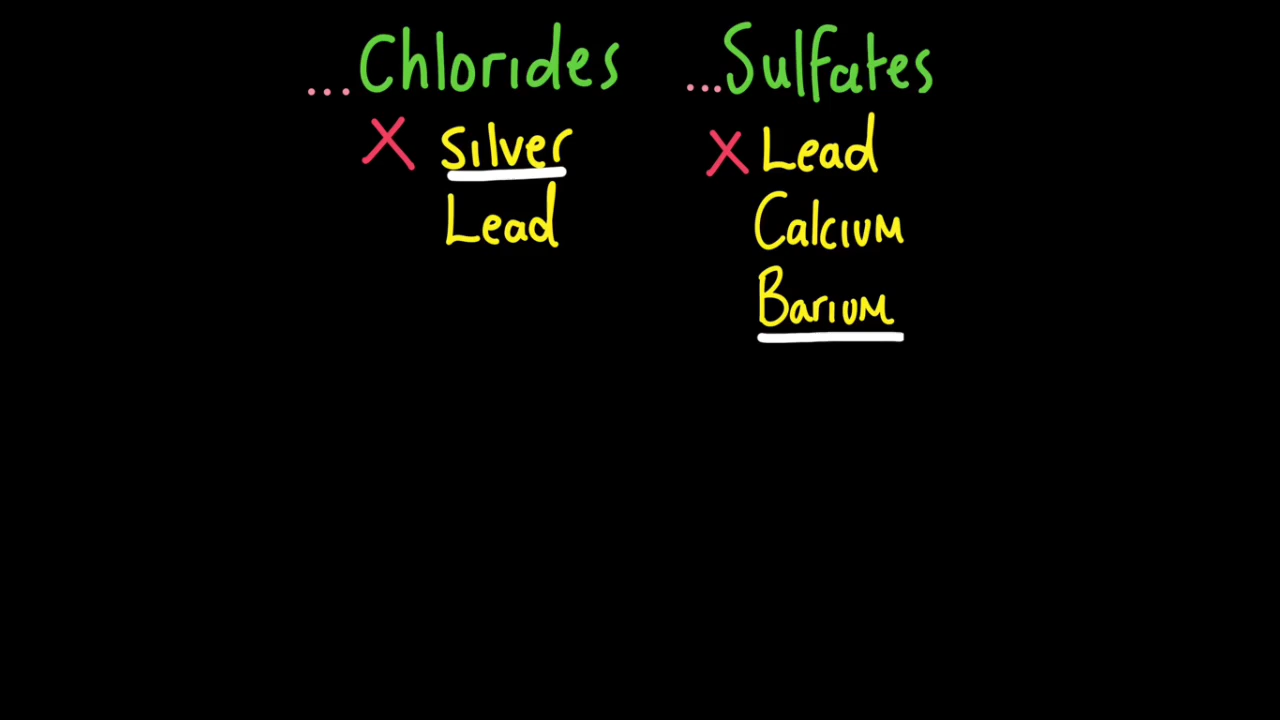 ...Chlorides
X Silver
Lead
...Sulfates
X Lead
Calcium
Barium